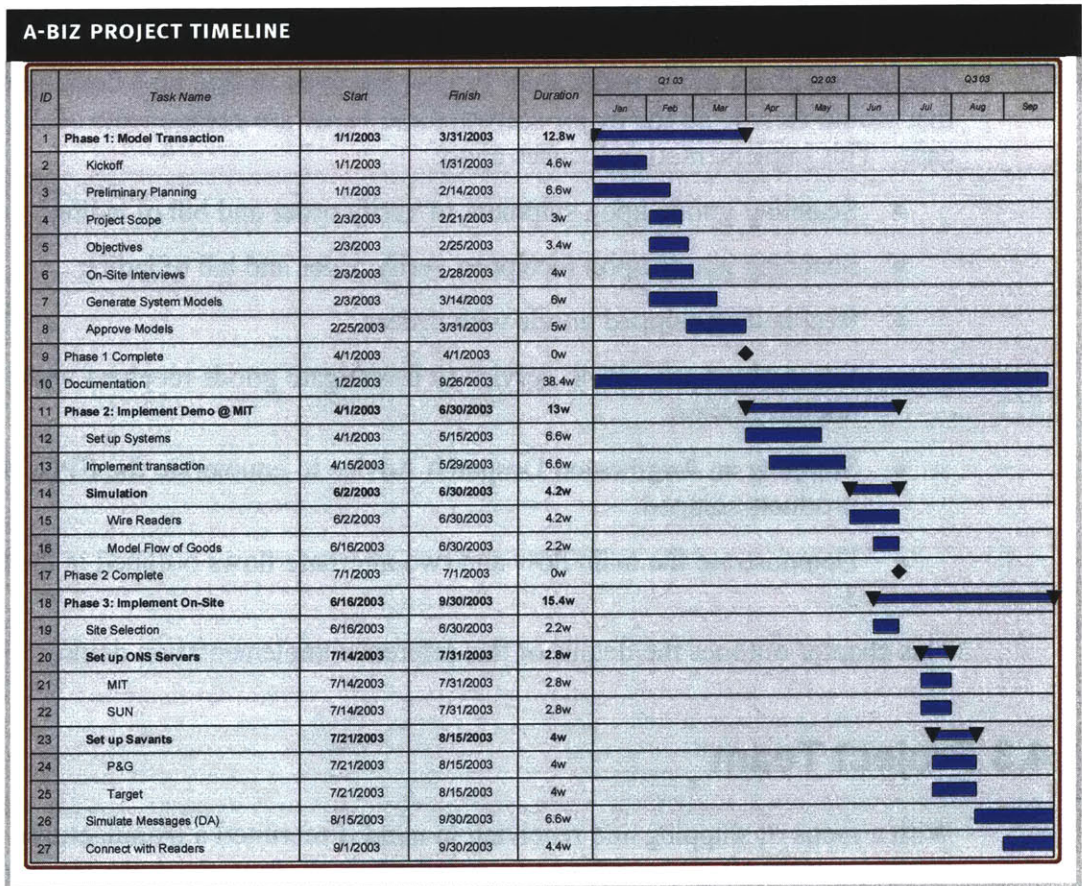 A-BIZ PROJECT TIMELINE
ID Task Name Start Finish Duration Q1 03 Q2 03 Q3 03
Jan Feb Mar Apr May Jun Jul Aug Sep
1 Phase 1: Model Transaction 1/1/2003 3/31/2003 12.8w
2 Kickoff 1/1/2003 1/31/2003 4.6w
3 Preliminary Planning 1/1/2003 2/14/2003 6.6w
4 Project Scope 2/3/2003 2/21/2003 3w
5 Objectives 2/3/2003 2/25/2003 3.4w
6 On-Site Interviews 2/3/2003 2/28/2003 4w
7 Generate System Models 2/3/2003 3/14/2003 6w
8 Approve Models 2/25/2003 3/31/2003 5w
9 Phase 1 Complete 4/1/2003 4/1/2003 0w
10 Documentation 1/2/2003 9/26/2003 38.4w
11 Phase 2: Implement Demo @ MIT 4/1/2003 6/30/2003 13w
12 Set up Systems 4/1/2003 5/15/2003 6.6w
13 Implement transaction 4/15/2003 5/29/2003 6.6w
14 Simulation 6/2/2003 6/30/2003 4.2w
15 Wire Readers 6/2/2003 6/30/2003 4.2w
16 Model Flow of Goods 6/16/2003 6/30/2003 2.2w
17 Phase 2 Complete 7/1/2003 7/1/2003 0w
18 Phase 3: Implement On-Site 6/16/2003 9/30/2003 15.4w
19 Site Selection 6/16/2003 6/30/2003 2.2w
20 Set up ONS Servers 7/14/2003 7/31/2003 2.8w
21 MIT 7/14/2003 7/31/2003 2.8w
22 SUN 7/14/2003 7/31/2003 2.8w
23 Set up Savants 7/21/2003 8/15/2003 4w
24 P&G 7/21/2003 8/15/2003 4w
25 Target 7/21/2003 8/15/2003 4w
26 Simulate Messages (DA) 8/15/2003 9/30/2003 6.6w
27 Connect with Readers 9/1/2003 9/30/2003 4.4w